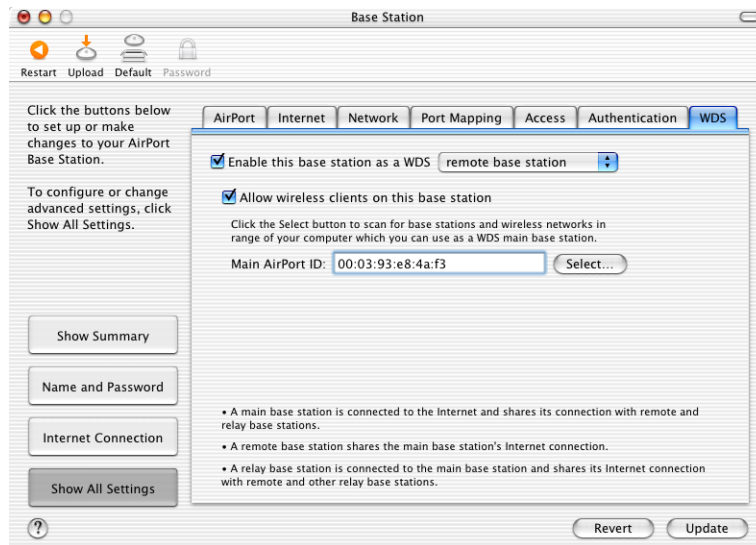 Base Station
Restart Upload Default Password
Click the buttons below
to set up or make
changes to your AirPort
Base Station.
To configure or change
advanced settings, click
Show All Settings.
Show Summary
Name and Password
Internet Connection
Show All Settings
AirPort Internet Network Port Mapping Access Authentication WDS
Enable this base station as a WDS remote base station
Allow wireless clients on this base station
Click the Select button to scan for base stations and wireless networks in
range of your computer which you can use as a WDS main base station.
Main AirPort ID: 00:03:93:e8:4a:f3 Select...
• A main base station is connected to the Internet and shares its connection with remote and
relay base stations.
• A remote base station shares the main base station's Internet connection.
• A relay base station is connected to the main base station and shares its Internet connection
with remote and other relay base stations.
? Revert Update